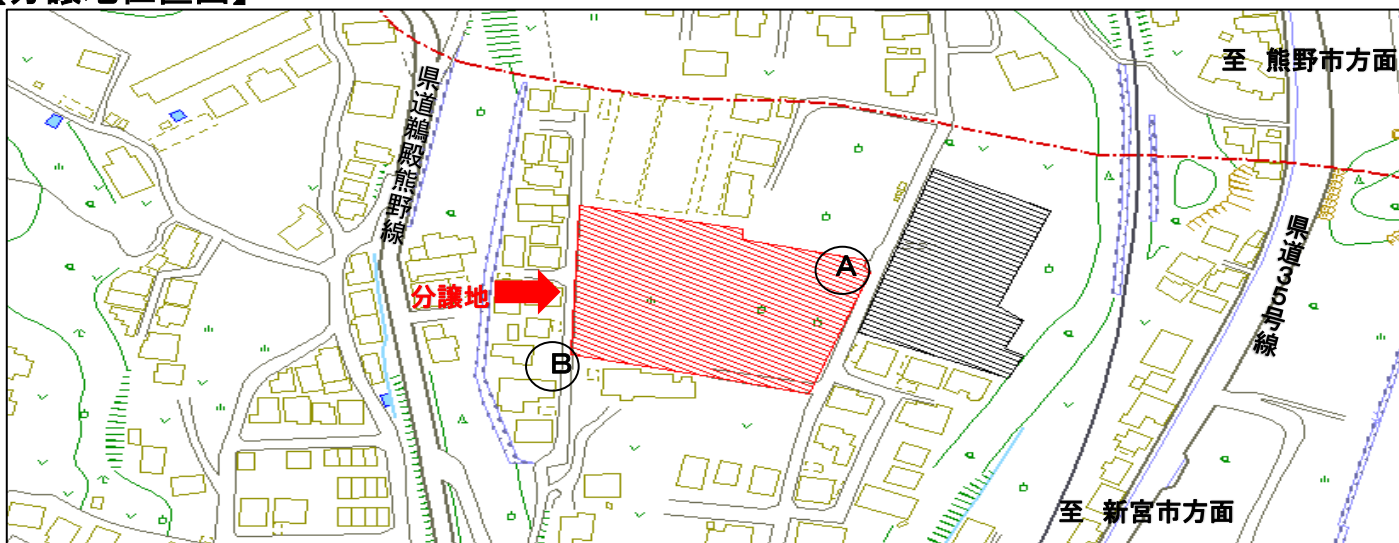 【分譲地位置図】
至 熊野市方面
県道鵜殿熊野線
A
分譲地
県道35号線
B
至 新宮市方面